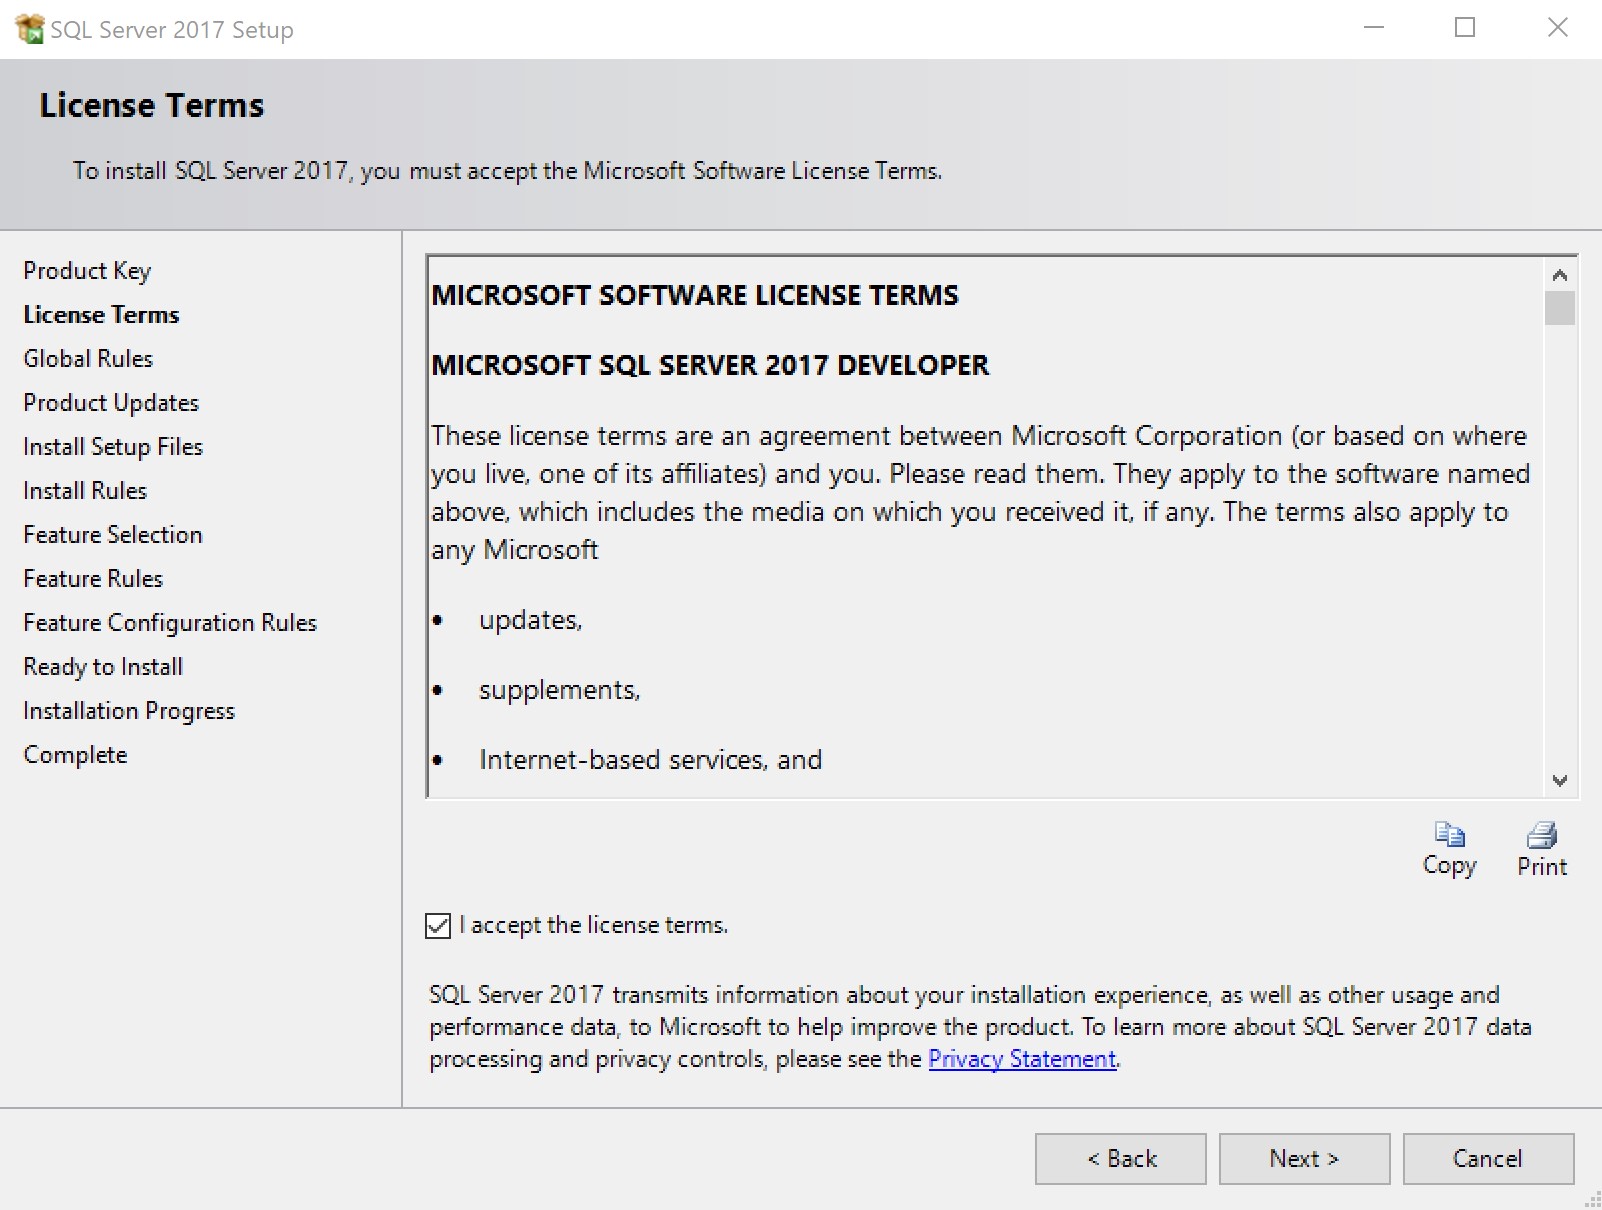 SQL Server 2017 Setup
License Terms
To install SQL Server 2017, you must accept the Microsoft Software License Terms.
Product Key
License Terms
Global Rules
Product Updates
Install Setup Files
Install Rules
Feature Selection
Feature Rules
Feature Configuration Rules
Ready to Install
Installation Progress
Complete
MICROSOFT SOFTWARE LICENSE TERMS
MICROSOFT SQL SERVER 2017 DEVELOPER
These license terms are an agreement between Microsoft Corporation (or based on where
you live, one of its affiliates) and you. Please read them. They apply to the software named
above, which includes the media on which you received it, if any. The terms also apply to
any Microsoft
• updates,
• supplements,
• Internet-based services, and
Copy
Print
I accept the license terms.
SQL Server 2017 transmits information about your installation experience, as well as other usage and
performance data, to Microsoft to help improve the product. To learn more about SQL Server 2017 data
processing and privacy controls, please see the Privacy Statement.
< Back
Next >
Cancel